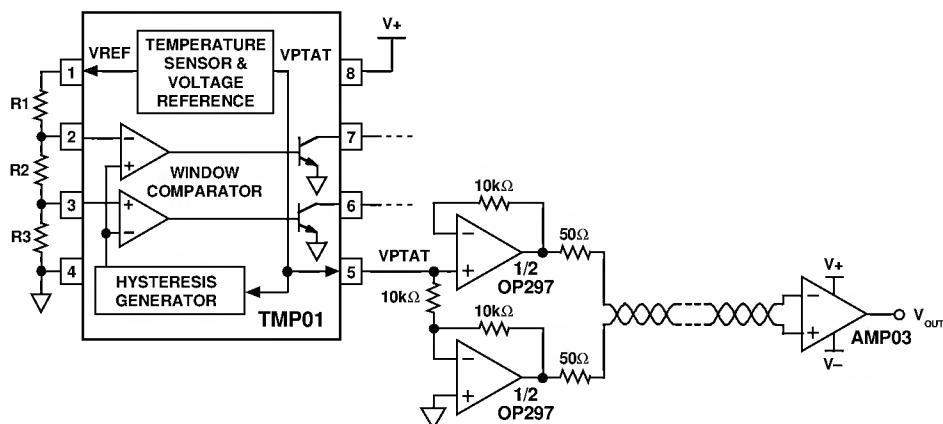 TEMPERATURE
SENSOR &
VOLTAGE
REFERENCE
VREF
VPTAT
V+
1
8
R1
2
7
WINDOW
COMPARATOR
R2
3
6
R3
4
5
HYSTERESIS
GENERATOR
TMP01
VPTAT
10kΩ
10kΩ
50Ω
1/2
OP297
10kΩ
50Ω
1/2
OP297
V+
V–
AMP03
VOUT
− + + −
− +
− +
− +